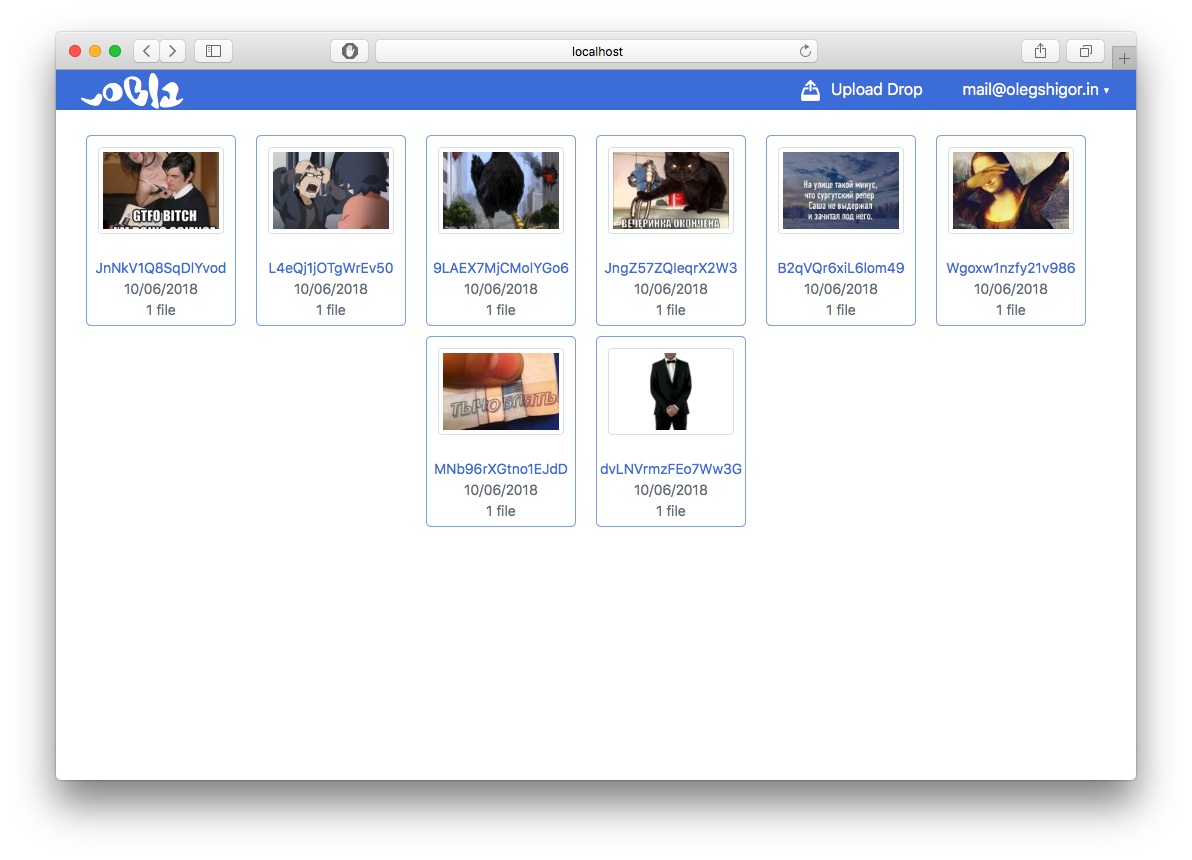 localhost
Upload Drop
mail@olegshigor.in ▾
GTFO BITCH
JnNkV1Q8SqDlYvod
10/06/2018
1 file
L4eQj1jOTgWrEv50
10/06/2018
1 file
9LAEX7MjCMolYGo6
10/06/2018
1 file
ВЕЧЕРИНКА ОКОНЧЕНА
JngZ57ZQleqrX2W3
10/06/2018
1 file
На улице такой минус,
что сургутский репер
Саша не выдержал
и зачитал под него.
B2qVQr6xiL6lom49
10/06/2018
1 file
Wgoxw1nzfy21v986
10/06/2018
1 file
ТЫЧО БЛЯТЬ
MNb96rXGtno1EJdD
10/06/2018
1 file
dvLNVrmzFEo7Ww3G
10/06/2018
1 file